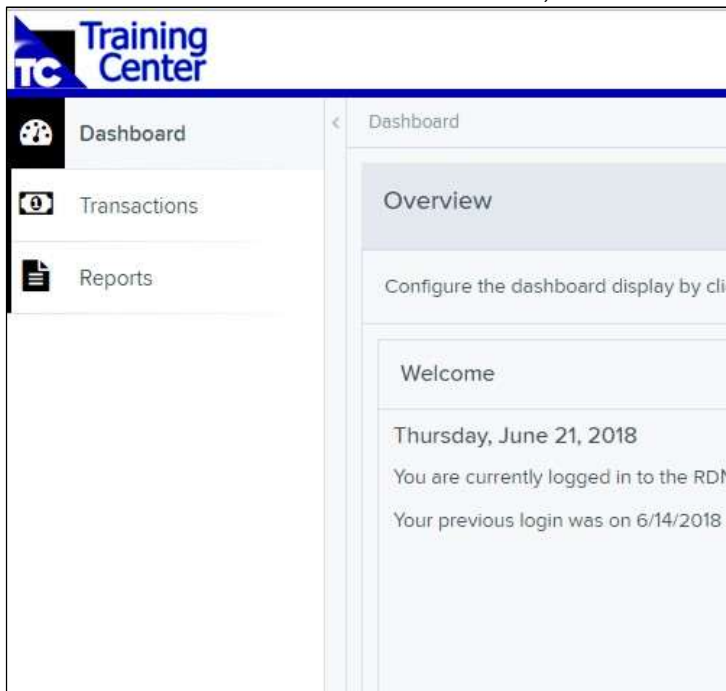 Training
TC Center
Dashboard
Transactions
Reports
Dashboard
Overview
Configure the dashboard display by cli
Welcome
Thursday, June 21, 2018
You are currently logged in to the RDN
Your previous login was on 6/14/2018